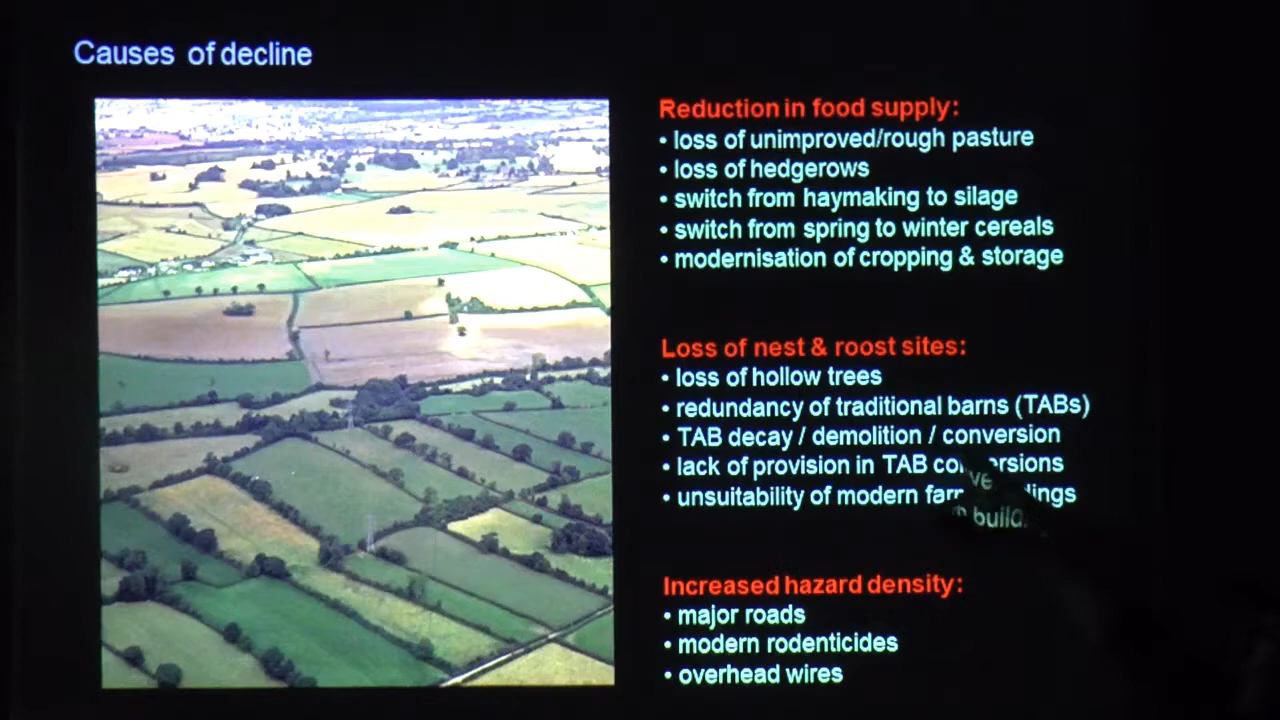 Causes of decline
Reduction in food supply:
• loss of unimproved/rough pasture
• loss of hedgerows
• switch from haymaking to silage
• switch from spring to winter cereals
• modernisation of cropping & storage
Loss of nest & roost sites:
• loss of hollow trees
• redundancy of traditional barns (TABs)
• TAB decay / demolition / conversion
• lack of provision in TAB conversions
• unsuitability of modern farm buildings
Increased hazard density:
• major roads
• modern rodenticides
• overhead wires